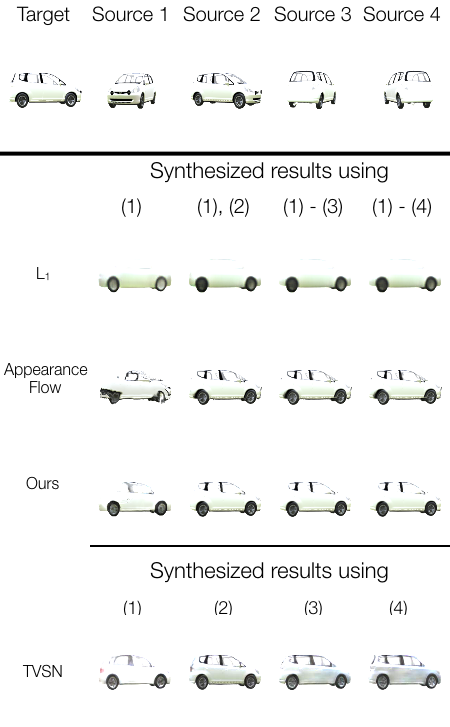 Target Source 1 Source 2 Source 3 Source 4
Synthesized results using
(1) (1), (2) (1) - (3) (1) - (4)
L₁
Appearance
Flow
Ours
Synthesized results using
(1) (2) (3) (4)
TVSN